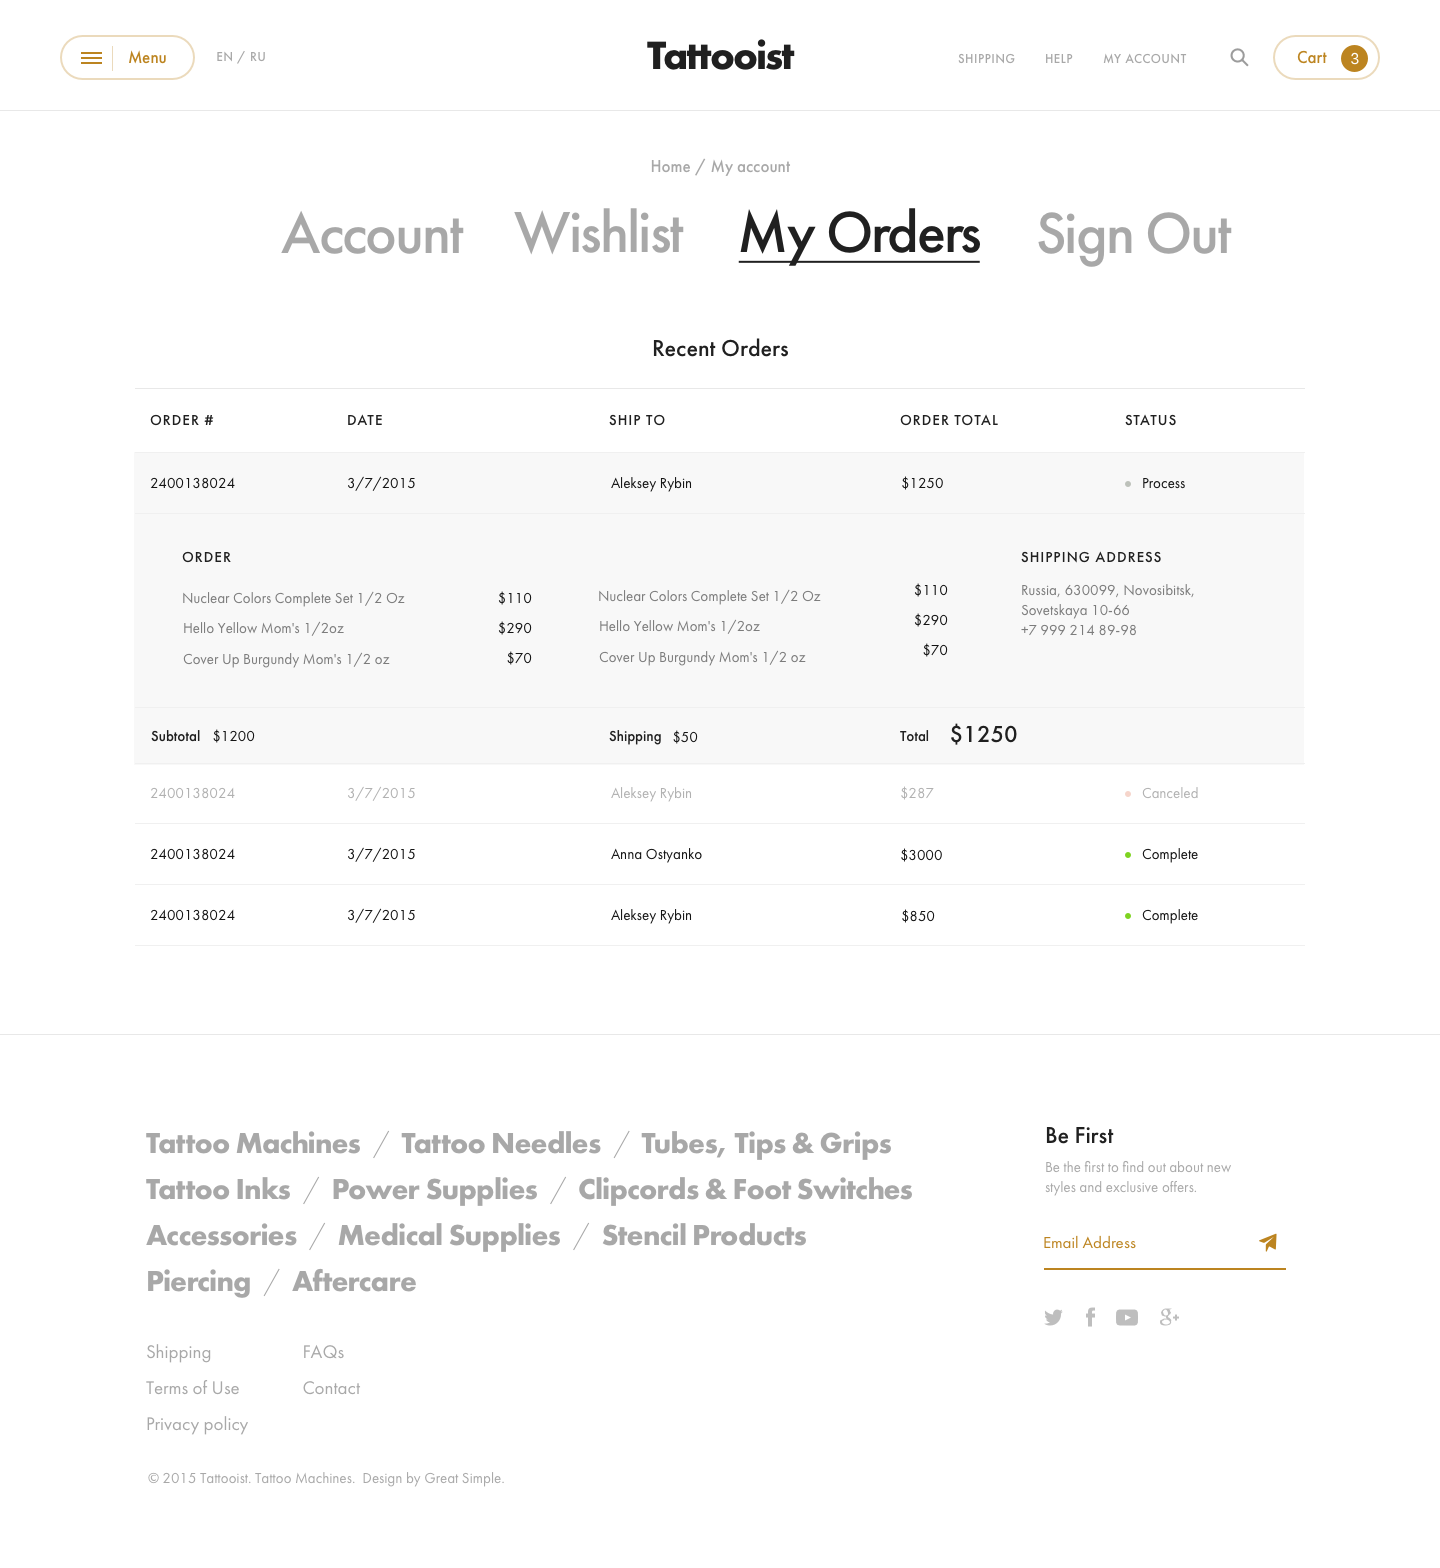 Menu EN / RU Tattooist SHIPPING HELP MY ACCOUNT Cart 3
Home / My account
Account Wishlist My Orders Sign Out
Recent Orders
ORDER # DATE SHIP TO ORDER TOTAL STATUS
2400138024 3/7/2015 Aleksey Rybin $1250 Process
ORDER SHIPPING ADDRESS
Nuclear Colors Complete Set 1/2 Oz $110 Nuclear Colors Complete Set 1/2 Oz $110 Russia, 630099, Novosibitsk,
Sovetskaya 10-66
Hello Yellow Mom's 1/2oz $290 Hello Yellow Mom's 1/2oz $290 +7 999 214 89-98
Cover Up Burgundy Mom's 1/2 oz $70 Cover Up Burgundy Mom's 1/2 oz $70
Subtotal $1200 Shipping $50 Total $1250
2400138024 3/7/2015 Aleksey Rybin $287 Canceled
2400138024 3/7/2015 Anna Ostyanko $3000 Complete
2400138024 3/7/2015 Aleksey Rybin $850 Complete
Tattoo Machines / Tattoo Needles / Tubes, Tips & Grips
Tattoo Inks / Power Supplies / Clipcords & Foot Switches
Accessories / Medical Supplies / Stencil Products
Piercing / Aftercare
Be First
Be the first to find out about new
styles and exclusive offers.
Email Address
Shipping FAQs
Terms of Use Contact
Privacy policy
© 2015 Tattooist. Tattoo Machines. Design by Great Simple.